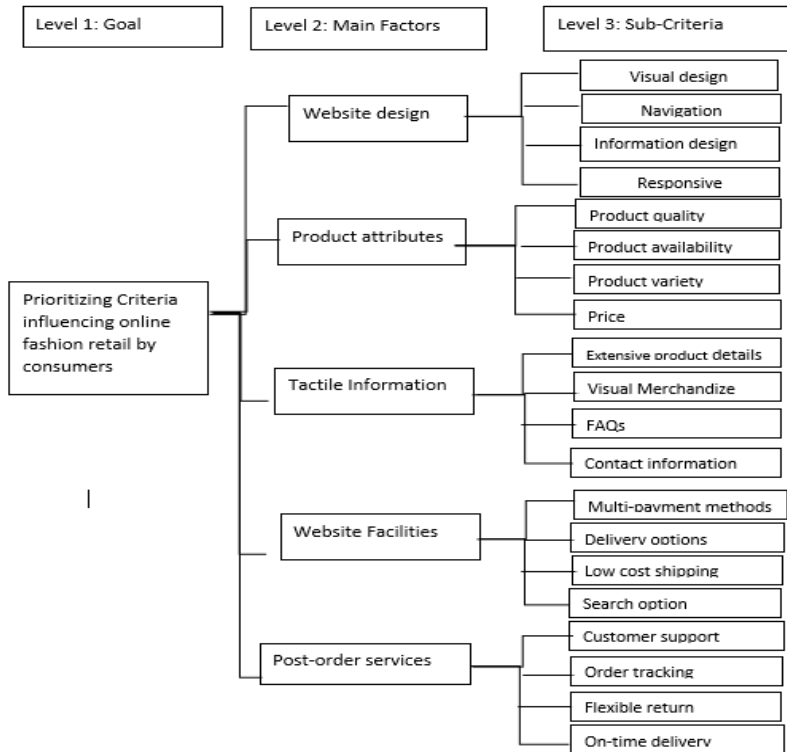 Level 1: Goal
Level 2: Main Factors
Level 3: Sub-Criteria
Prioritizing Criteria
influencing online
fashion retail by
consumers
Website design
Visual design
Navigation
Information design
Responsive
Product attributes
Product quality
Product availability
Product variety
Price
Tactile Information
Extensive product details
Visual Merchandize
FAQs
Contact information
Website Facilities
Multi-payment methods
Delivery options
Low cost shipping
Search option
Post-order services
Customer support
Order tracking
Flexible return
On-time delivery